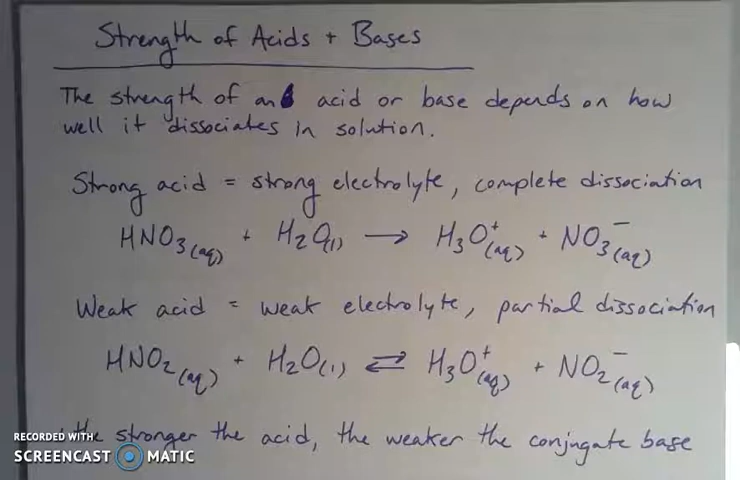 Strength of Acids + Bases
The strength of an acid or base depends on how
well it dissociates in solution.
Strong acid = strong electrolyte, complete dissociation
HNO₃(aq) + H₂O(l) → H₃O⁺(aq) + NO₃⁻(aq)
Weak acid = weak electrolyte, partial dissociation
HNO₂(aq) + H₂O(l) ⇌ H₃O⁺(aq) + NO₂⁻(aq)
the stronger the acid, the weaker the conjugate base
RECORDED WITH
SCREENCAST MATIC